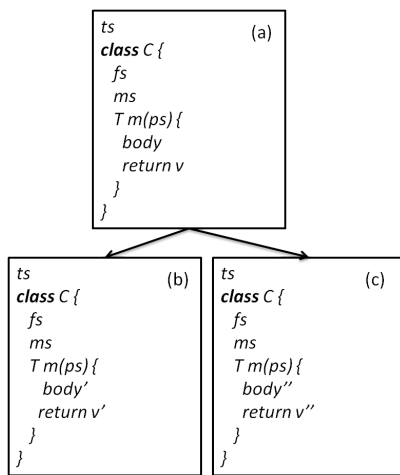 ts (a)
class C {
fs
ms
T m(ps) {
body
return v
}
}
ts (b)
class C {
fs
ms
T m(ps) {
body’
return v’
}
}
ts (c)
class C {
fs
ms
T m(ps) {
body’’
return v’’
}
}